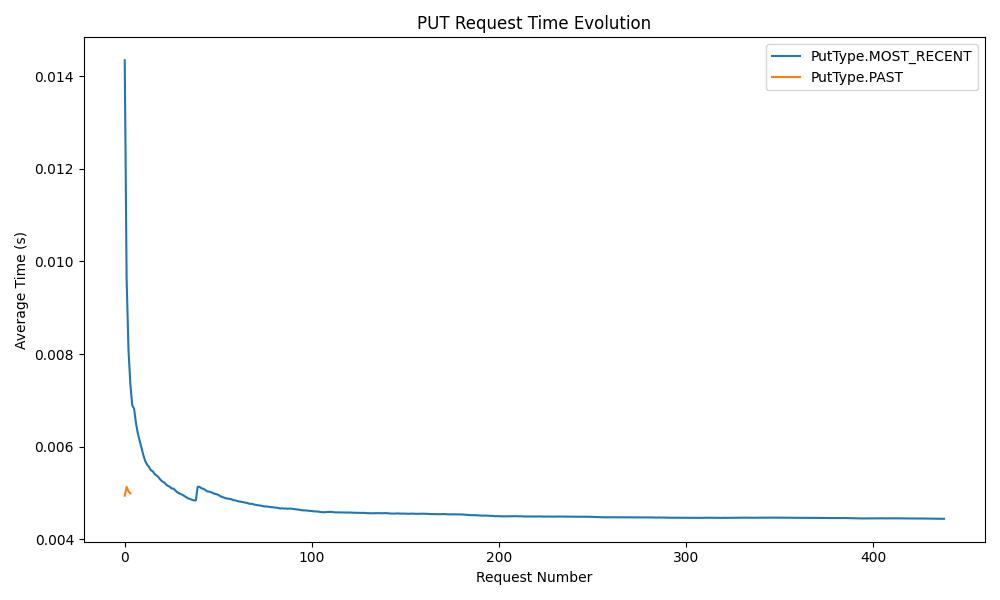 PUT Request Time Evolution
PutType.MOST_RECENT
PutType.PAST
0.014
0.012
0.010
0.008
0.006
0.004
Average Time (s)
0
100
200
300
400
Request Number